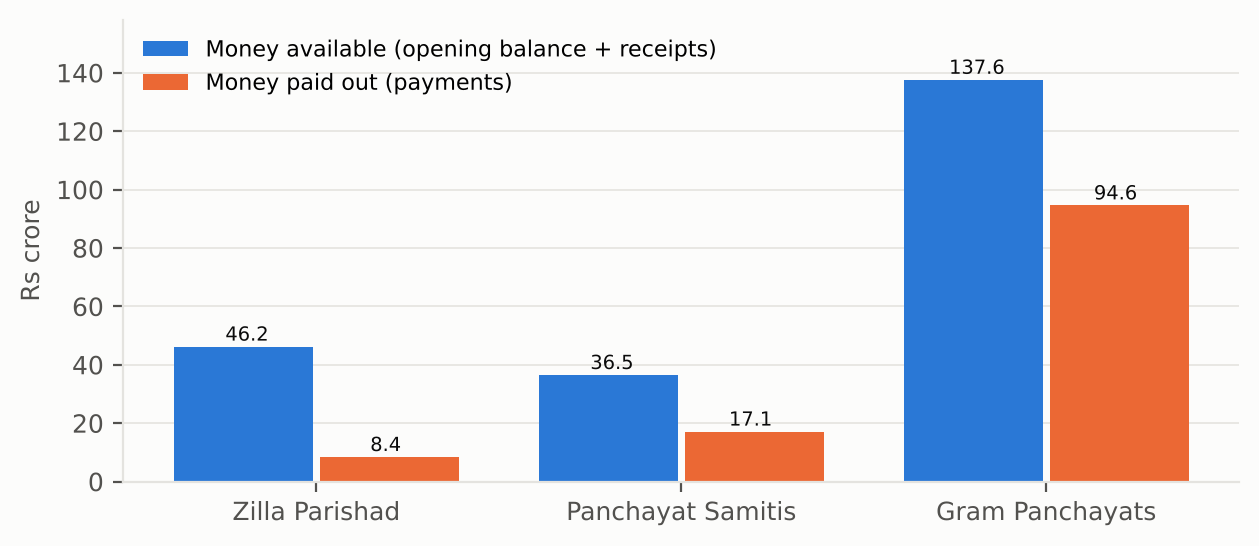 Money available (opening balance + receipts)
Money paid out (payments)
Rs crore
140
120
100
80
60
40
20
0
46.2
8.4
36.5
17.1
137.6
94.6
Zilla Parishad
Panchayat Samitis
Gram Panchayats